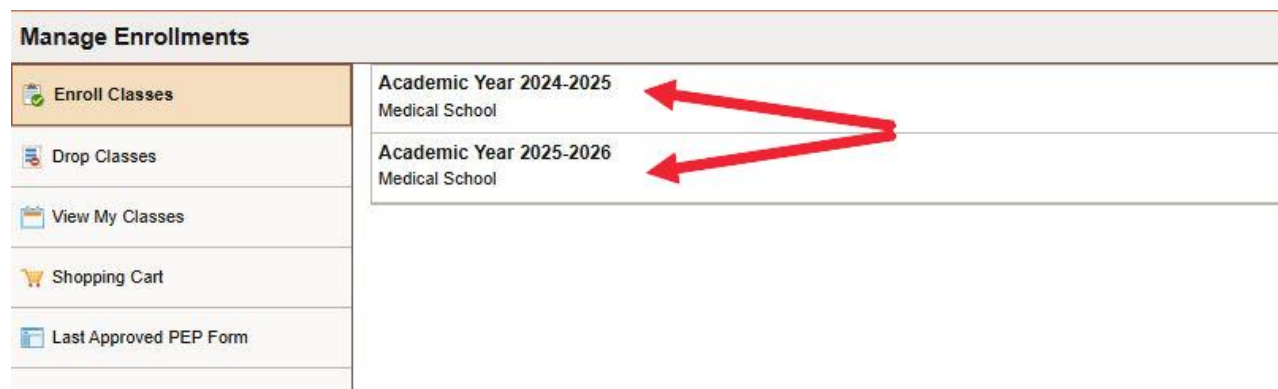 Manage Enrollments
Enroll Classes
Drop Classes
View My Classes
Shopping Cart
Last Approved PEP Form
Academic Year 2024-2025
Medical School
Academic Year 2025-2026
Medical School